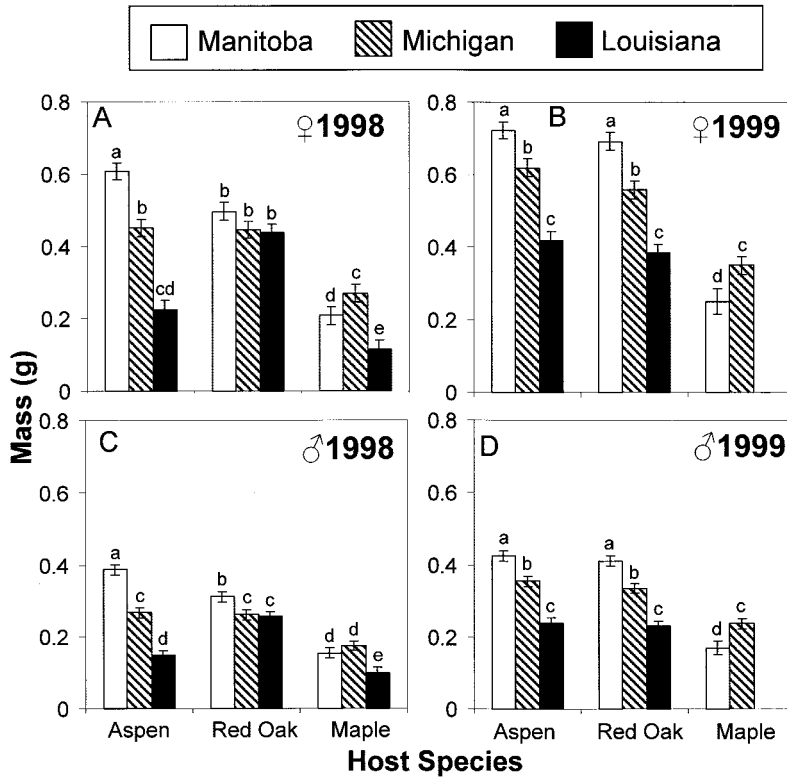 Manitoba Michigan Louisiana
A ♀1998
0.8
0.6
0.4
0.2
0
a b cd
b b b
d c e
B ♀1999
0.8
0.6
0.4
0.2
0
a b c
a b c
d c
C ♂1998
0.8
0.6
0.4
0.2
0
a c d
b c c
d d e
Aspen Red Oak Maple
D ♂1999
0.8
0.6
0.4
0.2
0
a b c
a b c
d c
Aspen Red Oak Maple
Mass (g)
Host Species